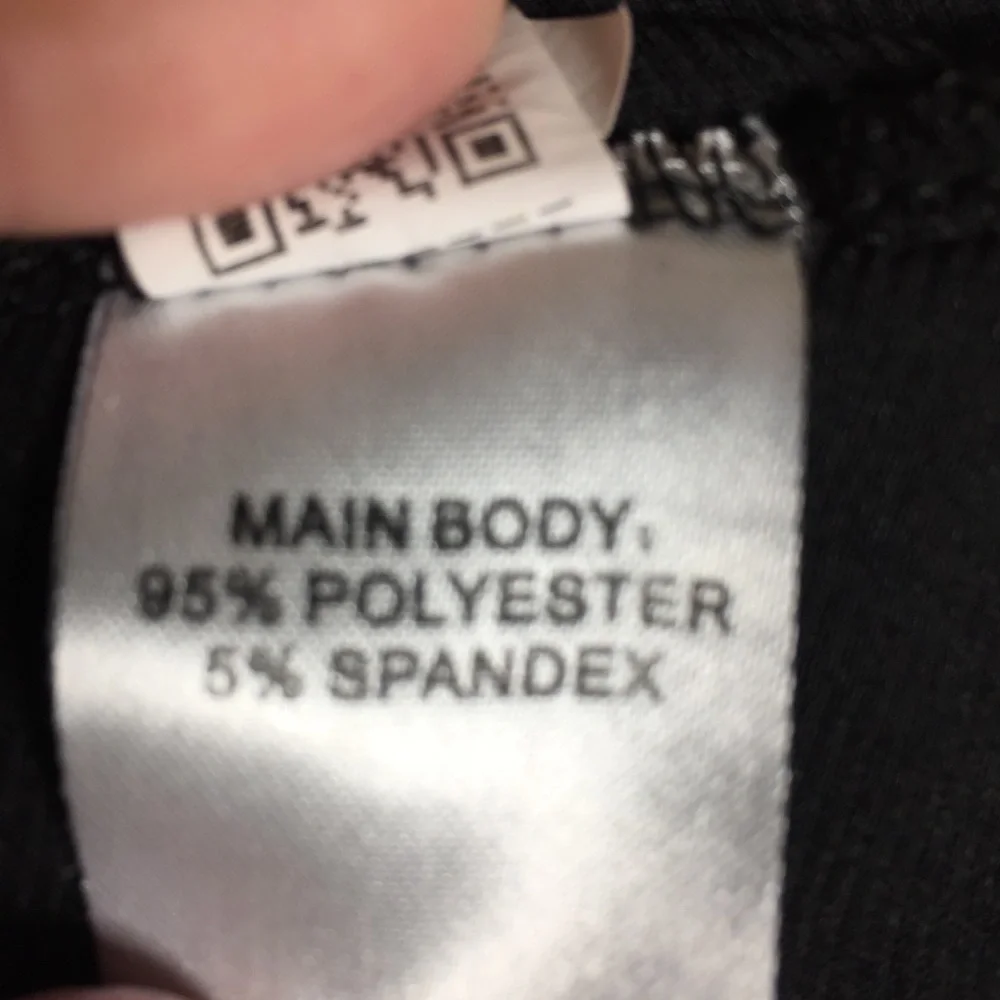 MAIN BODY:
95% POLYESTER
5% SPANDEX